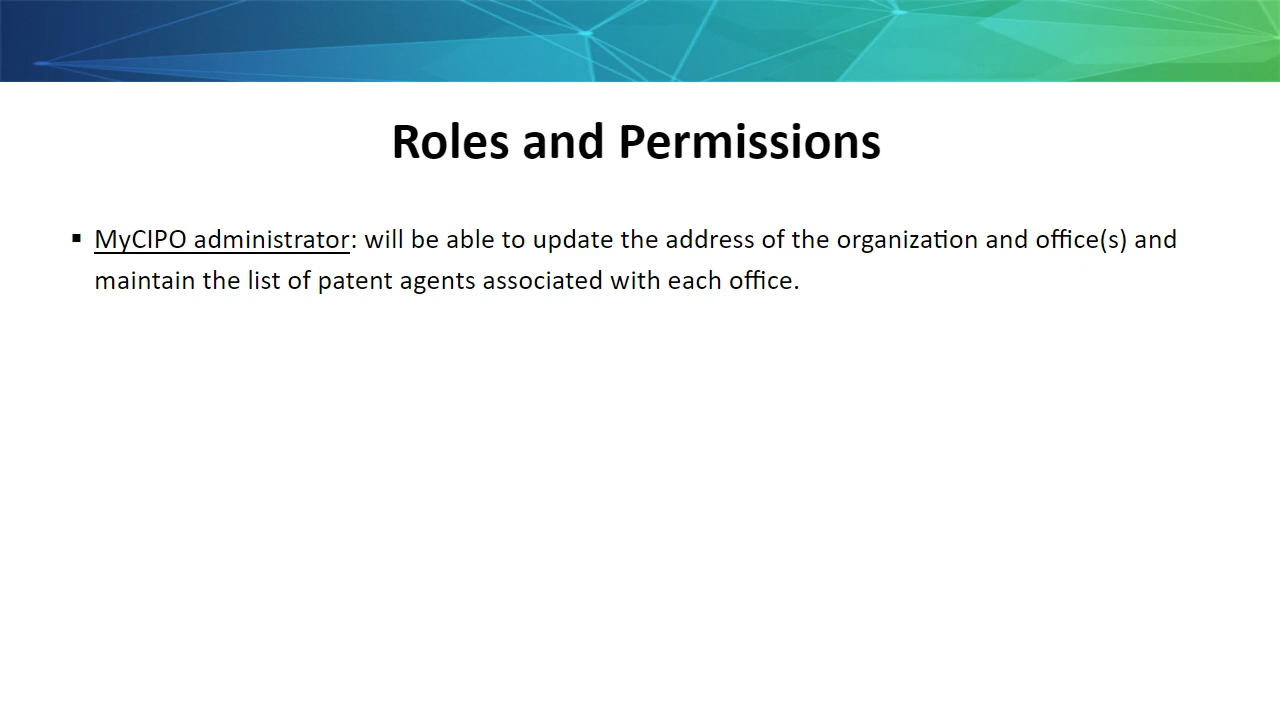 Roles and Permissions
▪ MyCIPO administrator: will be able to update the address of the organization and office(s) and
maintain the list of patent agents associated with each office.